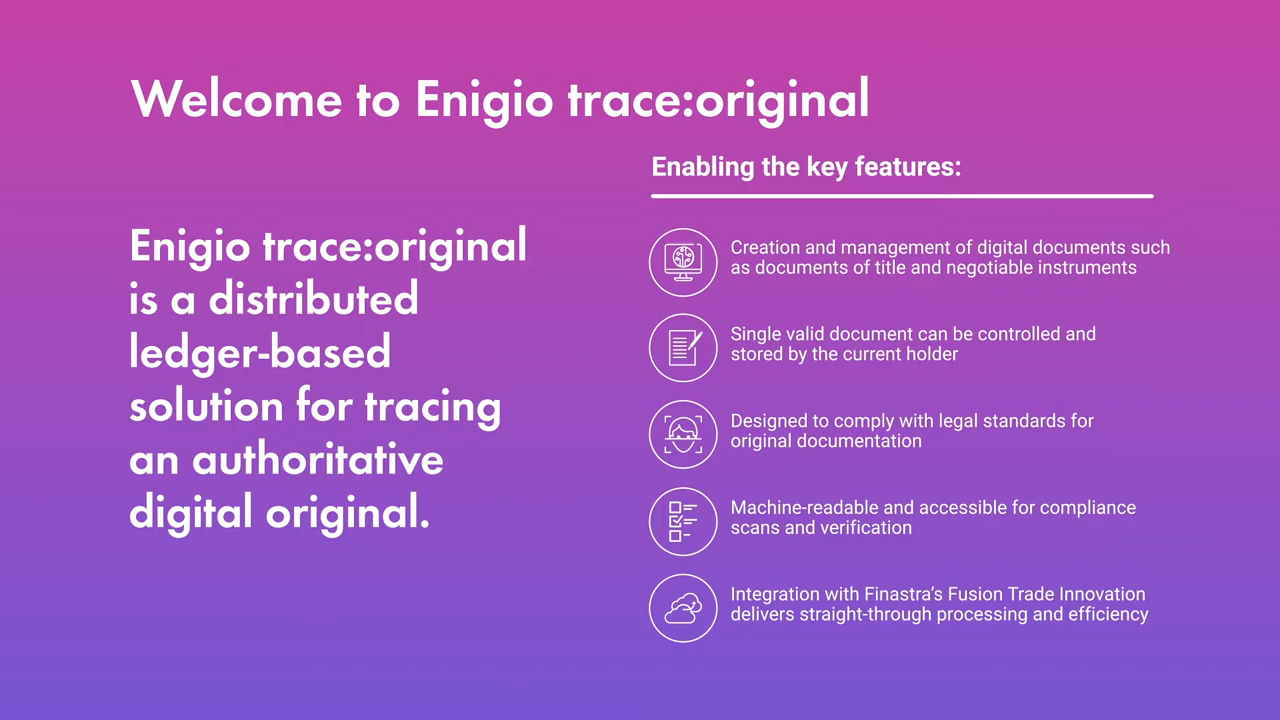 Welcome to Enigio trace:original
Enigio trace:original
is a distributed
ledger-based
solution for tracing
an authoritative
digital original.
Enabling the key features:
Creation and management of digital documents such
as documents of title and negotiable instruments
Single valid document can be controlled and
stored by the current holder
Designed to comply with legal standards for
original documentation
Machine-readable and accessible for compliance
scans and verification
Integration with Finastra's Fusion Trade Innovation
delivers straight-through processing and efficiency